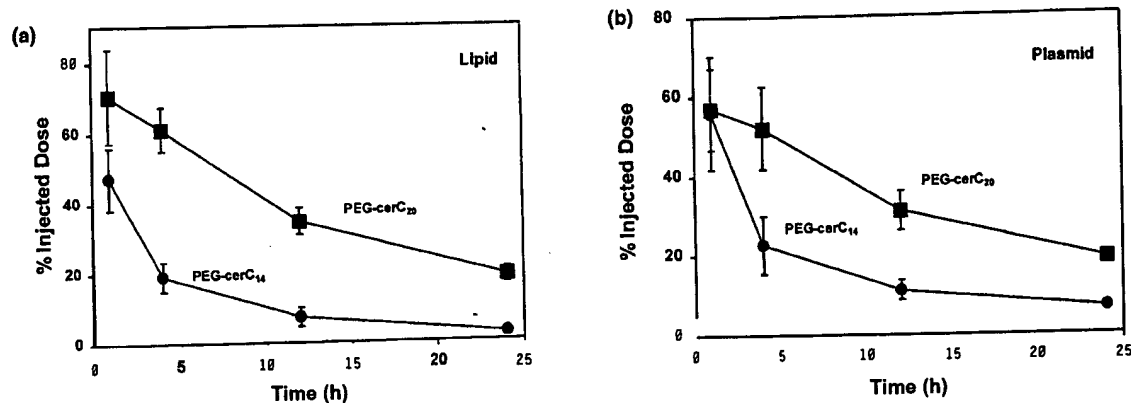 (a)
Lipid
% Injected Dose
80
60
40
20
0
PEG-cerC₂₀
PEG-cerC₁₄
0 5 10 15 20 25
Time (h)
(b)
Plasmid
% Injected Dose
80
60
40
20
0
PEG-cerC₂₀
PEG-cerC₁₄
0 5 10 15 20 25
Time (h)